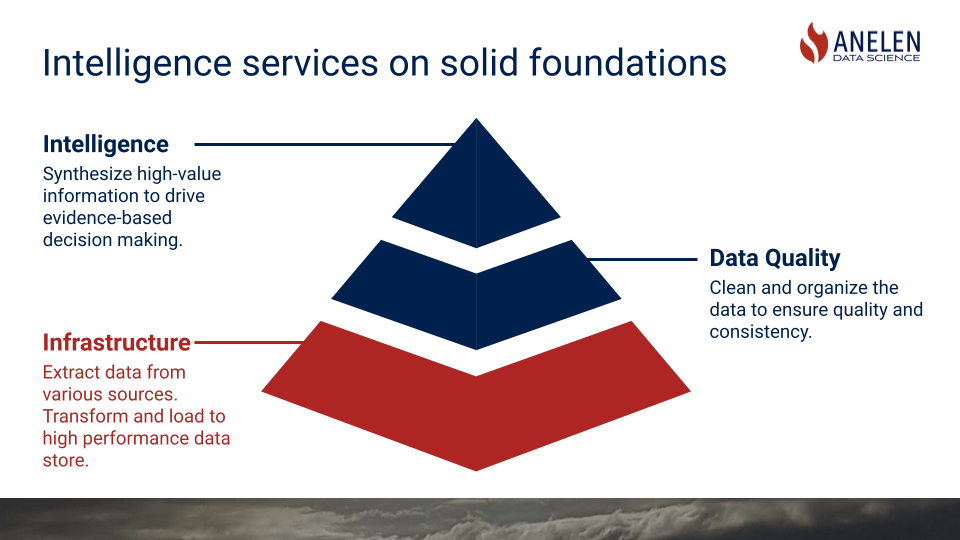 ANELEN
DATA SCIENCE
Intelligence services on solid foundations
Intelligence
Synthesize high-value
information to drive
evidence-based
decision making.
Data Quality
Clean and organize the
data to ensure quality and
consistency.
Infrastructure
Extract data from
various sources.
Transform and load to
high performance data
store.